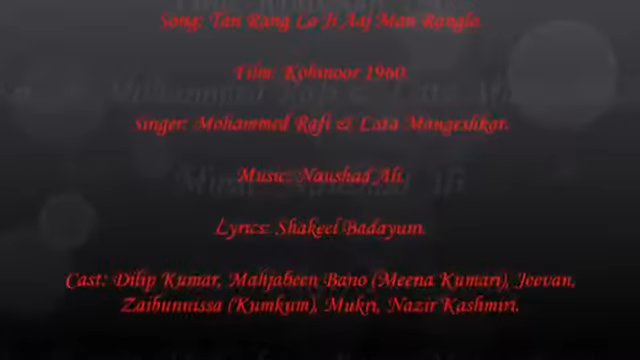 Song: Tan Rang Lo Ji Aaj Man Ranglo.
Film: Kohinoor 1960.
Singer: Mohammed Rafi & Lata Mangeshkar.
Music: Naushad Ali.
Lyrics: Shakeel Badayuni.
Cast: Dilip Kumar, Mahjabeen Bano (Meena Kumari), Jeevan,
Zaibunnissa (Kumkum), Mukri, Nazir Kashmiri.